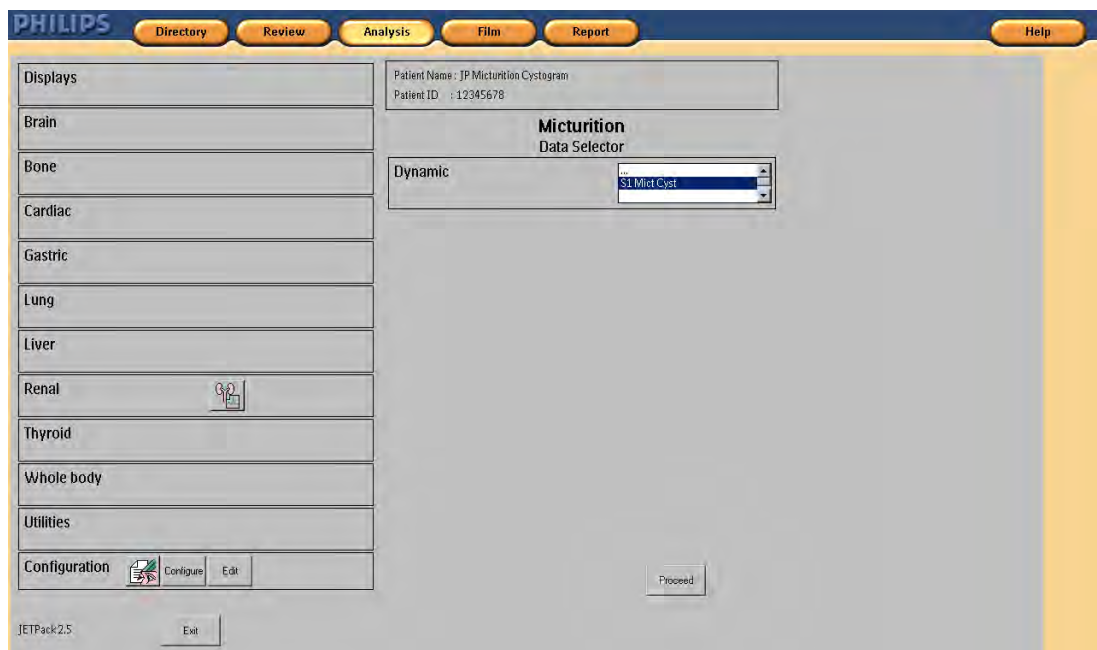 PHILIPS
Directory
Review
Analysis
Film
Report
Help
Displays
Brain
Bone
Cardiac
Gastric
Lung
Liver
Renal
Thyroid
Whole body
Utilities
Configuration
Configure
Edit
JETPack 2.5
Exit
Patient Name : JP Micturition Cystogram
Patient ID : 12345678
Micturition
Data Selector
Dynamic
...
S1 Mict Cyst
Proceed